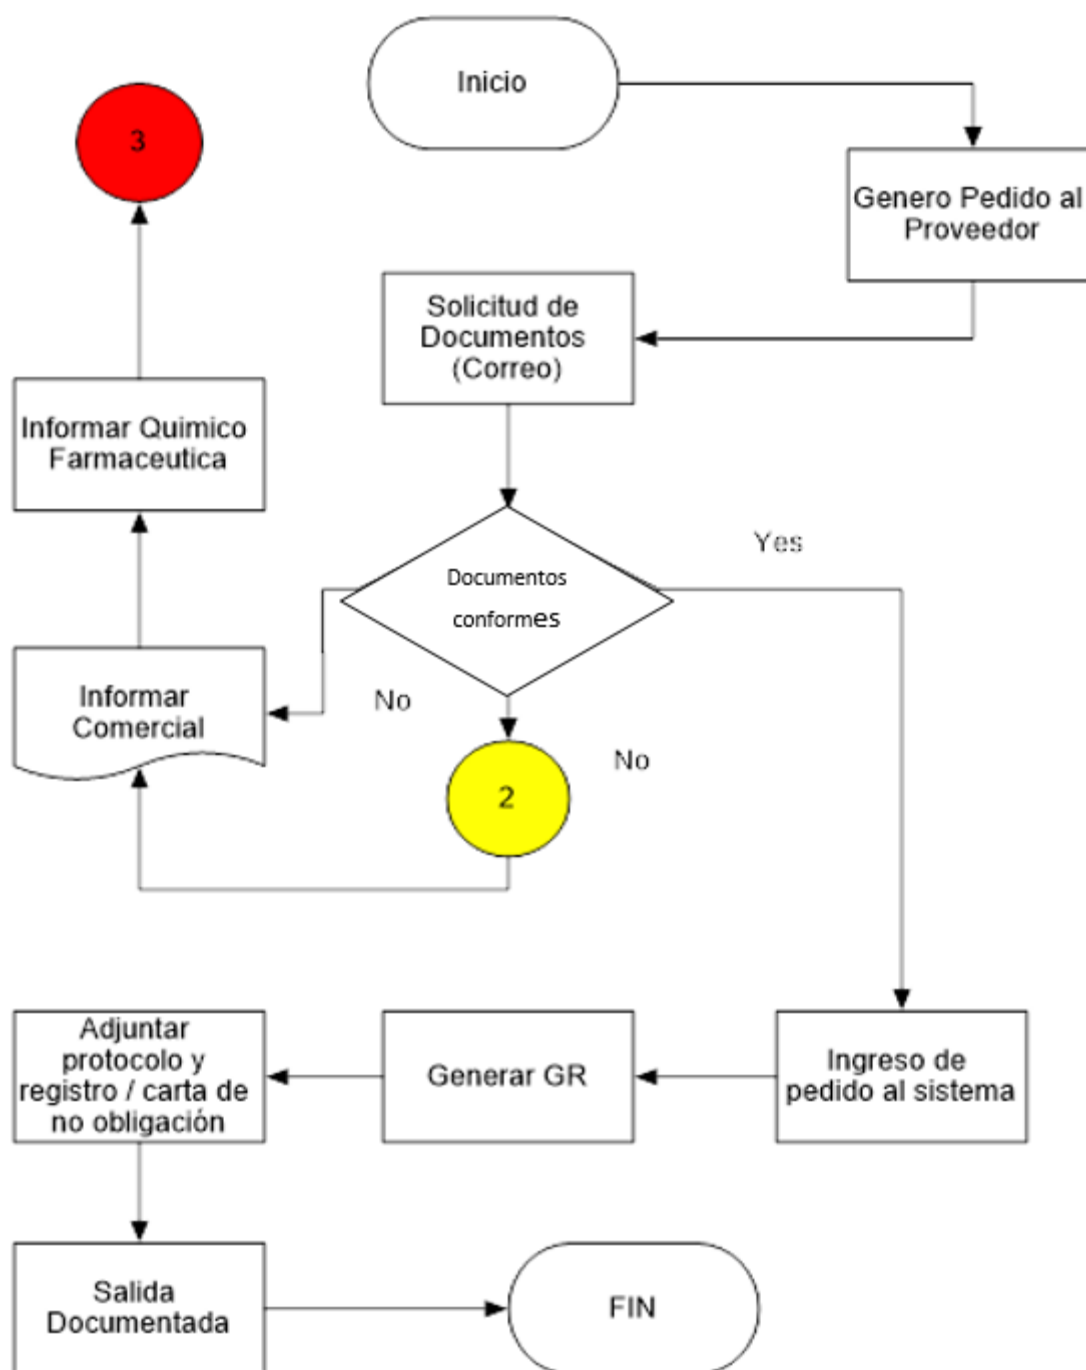 Inicio
3
Genero Pedido al
Proveedor
Solicitud de
Documentos
(Correo)
Informar Quimico
Farmaceutica
Yes
Documentos
conformes
Informar
Comercial
No
No
2
Adjuntar
protocolo y
registro / carta de
no obligación
Generar GR
Ingreso de
pedido al sistema
Salida
Documentada
FIN